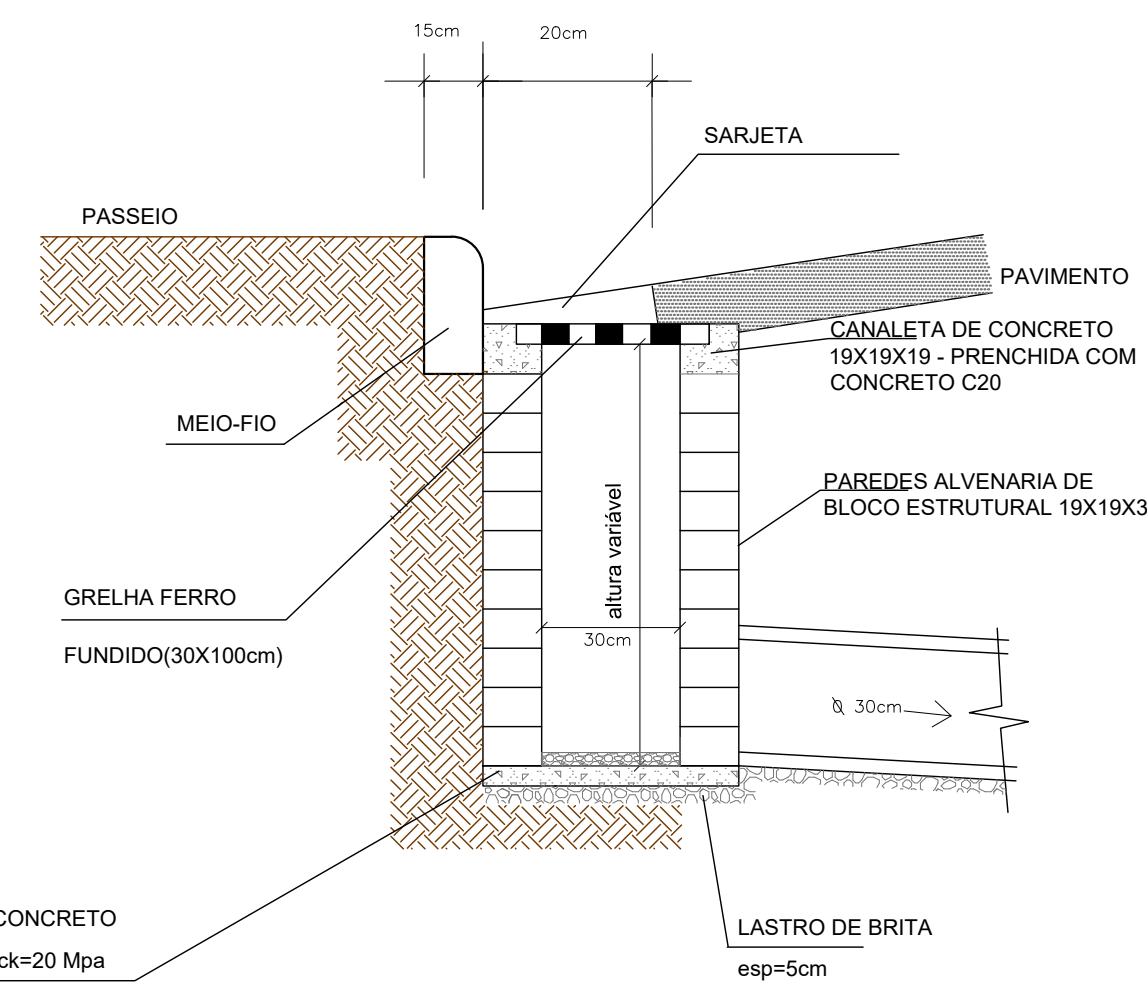 15cm
20cm
SARJETA
PASSEIO
PAVIMENTO
CANALETA DE CONCRETO
19X19X19 - PRENCHIDA COM
CONCRETO C20
MEIO-FIO
PAREDES ALVENARIA DE
BLOCO ESTRUTURAL 19X19X3
altura variável
GRELHA FERRO
FUNDIDO(30X100cm)
30cm
Ø 30cm
CONCRETO
ck=20 Mpa
LASTRO DE BRITA
esp=5cm